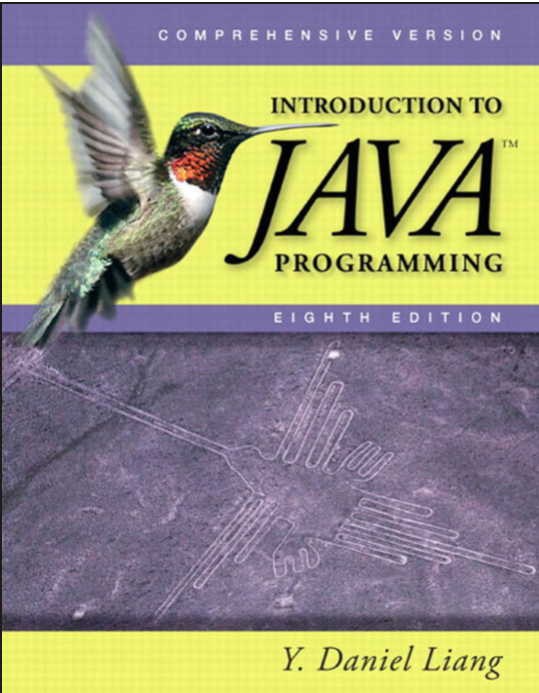 COMPREHENSIVE VERSION
INTRODUCTION TO
JAVA™
PROGRAMMING
EIGHTH EDITION
Y. Daniel Liang